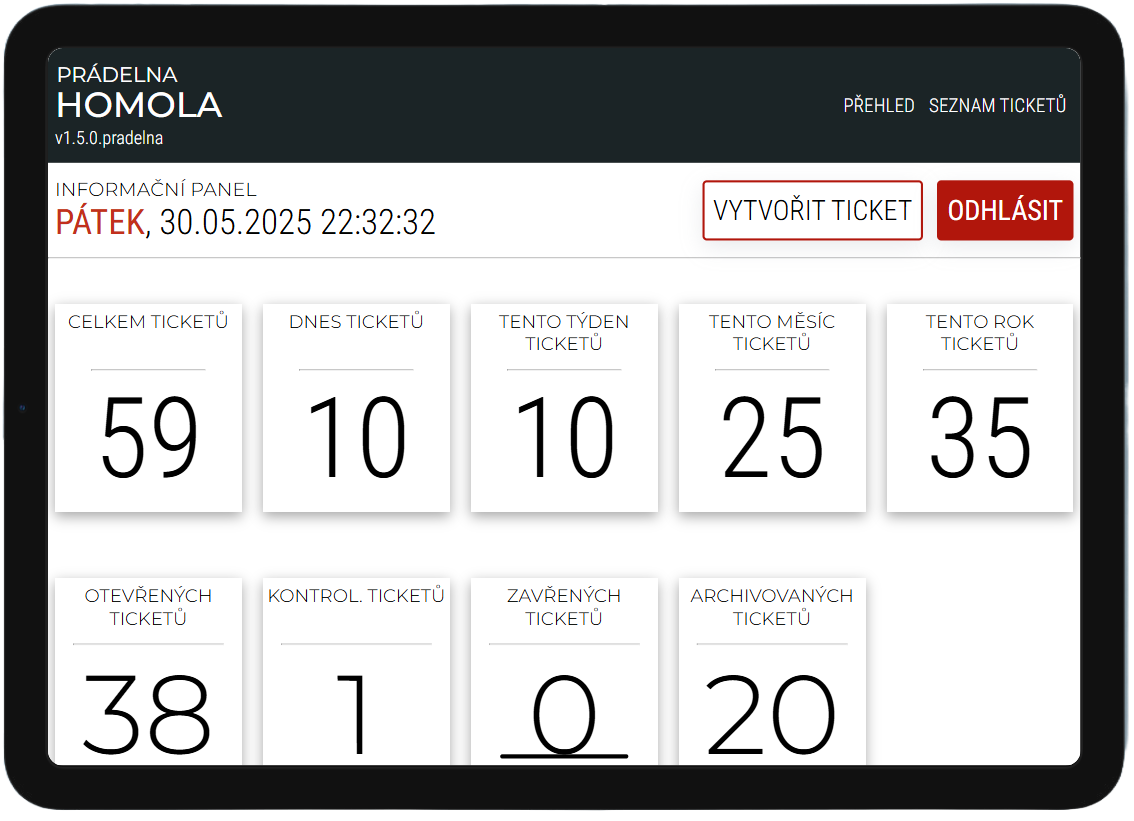 PRÁDELNA
HOMOLA
v1.5.0.pradelna
PŘEHLED SEZNAM TICKETŮ
INFORMAČNÍ PANEL
PÁTEK, 30.05.2025 22:32:32
VYTVOŘIT TICKET
ODHLÁSIT
CELKEM TICKETŮ
59
DNES TICKETŮ
10
TENTO TÝDEN
TICKETŮ
10
TENTO MĚSÍC
TICKETŮ
25
TENTO ROK
TICKETŮ
35
OTEVŘENÝCH
TICKETŮ
38
KONTROL. TICKETŮ
1
ZAVŘENÝCH
TICKETŮ
0
ARCHIVOVANÝCH
TICKETŮ
20